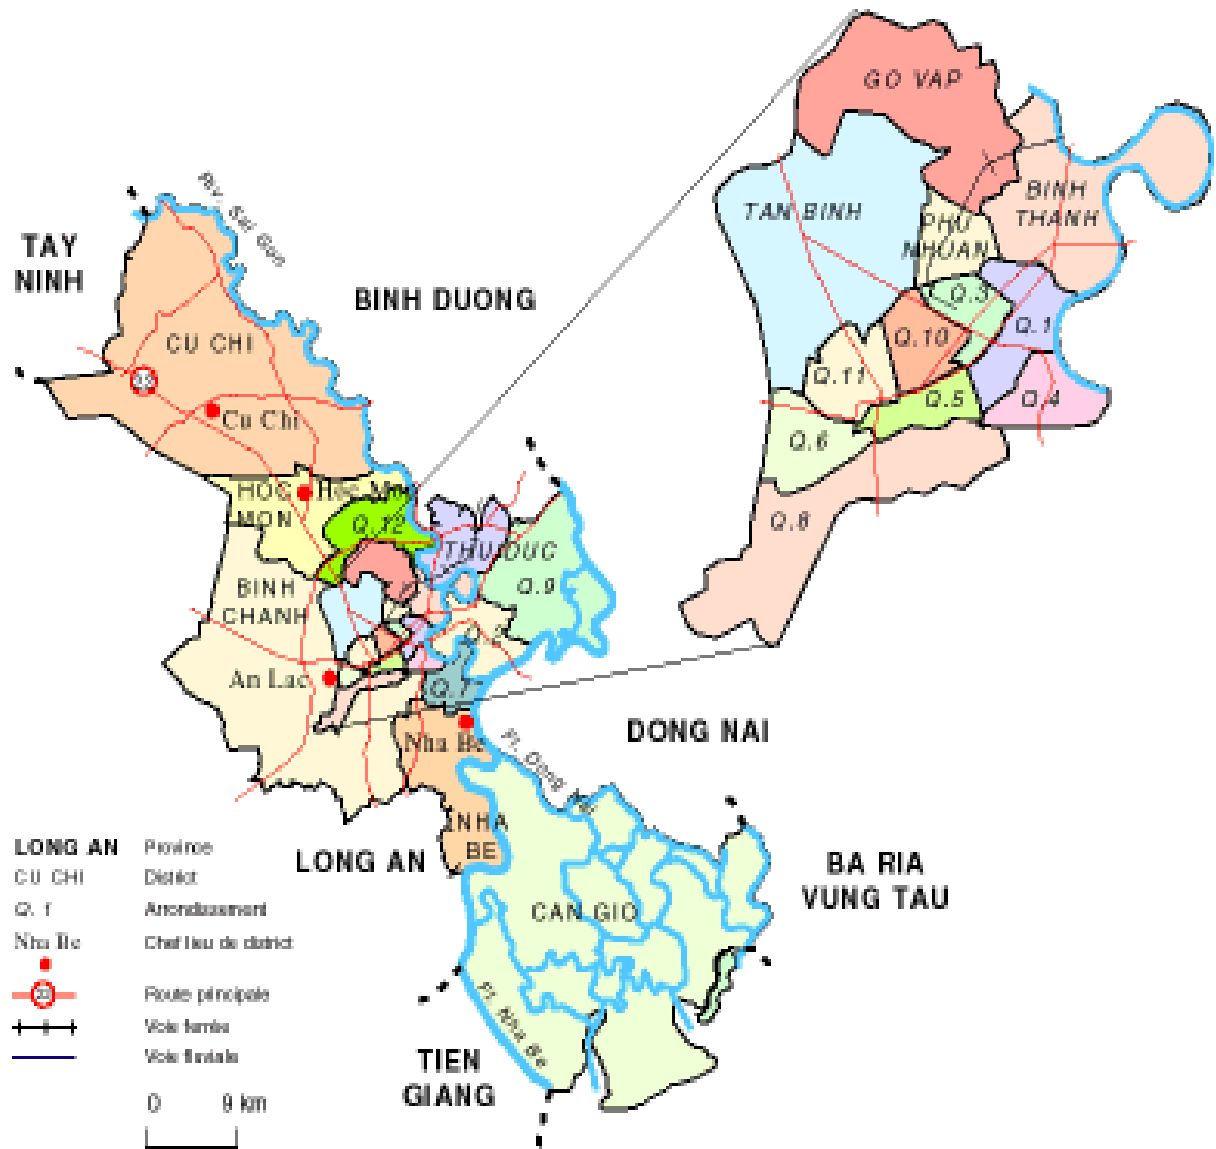 GO VAP
BINH
THANH
TAN BINH
PHU
NHUAN
Q.3
Q.1
Q.10
Q.11
Q.5
Q.4
Q.6
Q.8
Riv. Sai Gon
TAY
NINH
BINH DUONG
CU CHI
Cu Chi
HOC
MON
Hoc Mon
Q.12
THU DUC
Q.9
BINH
CHANH
Q.2
An Lac
Q.7
Nha Be
DONG NAI
Fl. Dong Nai
NHA
BE
LONG AN
BA RIA
VUNG TAU
CAN GIO
Fl. Nha Be
TIEN
GIANG
LONG AN Province
CU CHI District
Q. 1 Arrondissement
Nha Be Chef lieu de district
Route principale
Voie ferrée
Voie fluviale
0 9 km